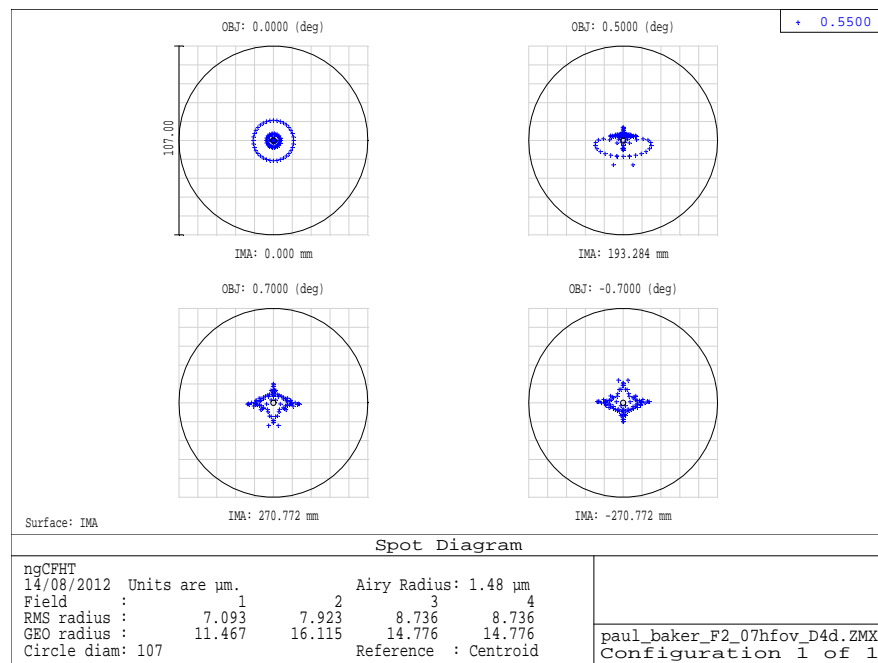 + 0.5500
OBJ: 0.0000 (deg)
OBJ: 0.5000 (deg)
107.00
IMA: 0.000 mm
IMA: 193.284 mm
OBJ: 0.7000 (deg)
OBJ: -0.7000 (deg)
IMA: 270.772 mm
IMA: -270.772 mm
Surface: IMA
Spot Diagram
ngCFHT
14/08/2012 Units are µm. Airy Radius: 1.48 µm
Field : 1 2 3 4
RMS radius : 7.093 7.923 8.736 8.736
GEO radius : 11.467 16.115 14.776 14.776
Circle diam: 107 Reference : Centroid
paul_baker_F2_07hfov_D4d.ZMX
Configuration 1 of 1